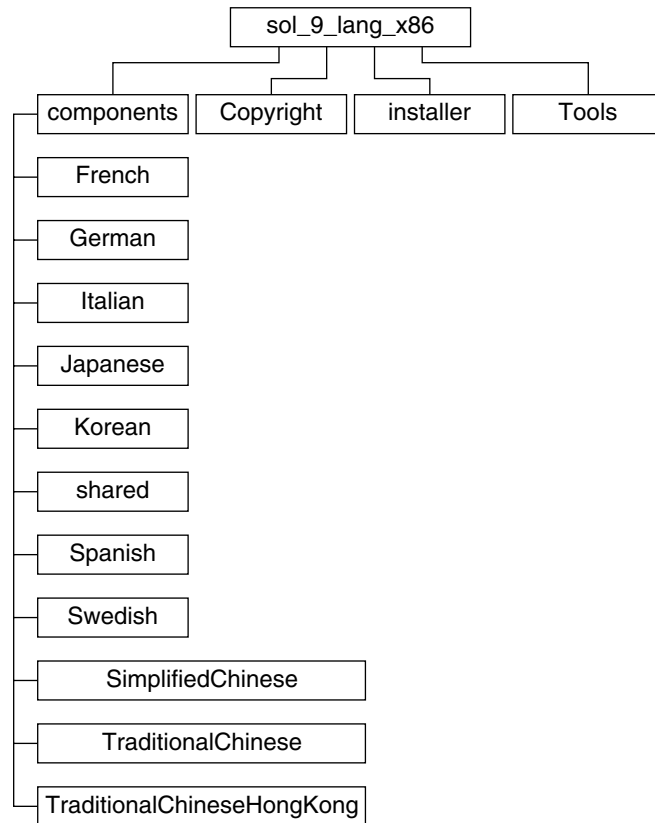 sol_9_lang_x86
components
Copyright
installer
Tools
French
German
Italian
Japanese
Korean
shared
Spanish
Swedish
SimplifiedChinese
TraditionalChinese
TraditionalChineseHongKong